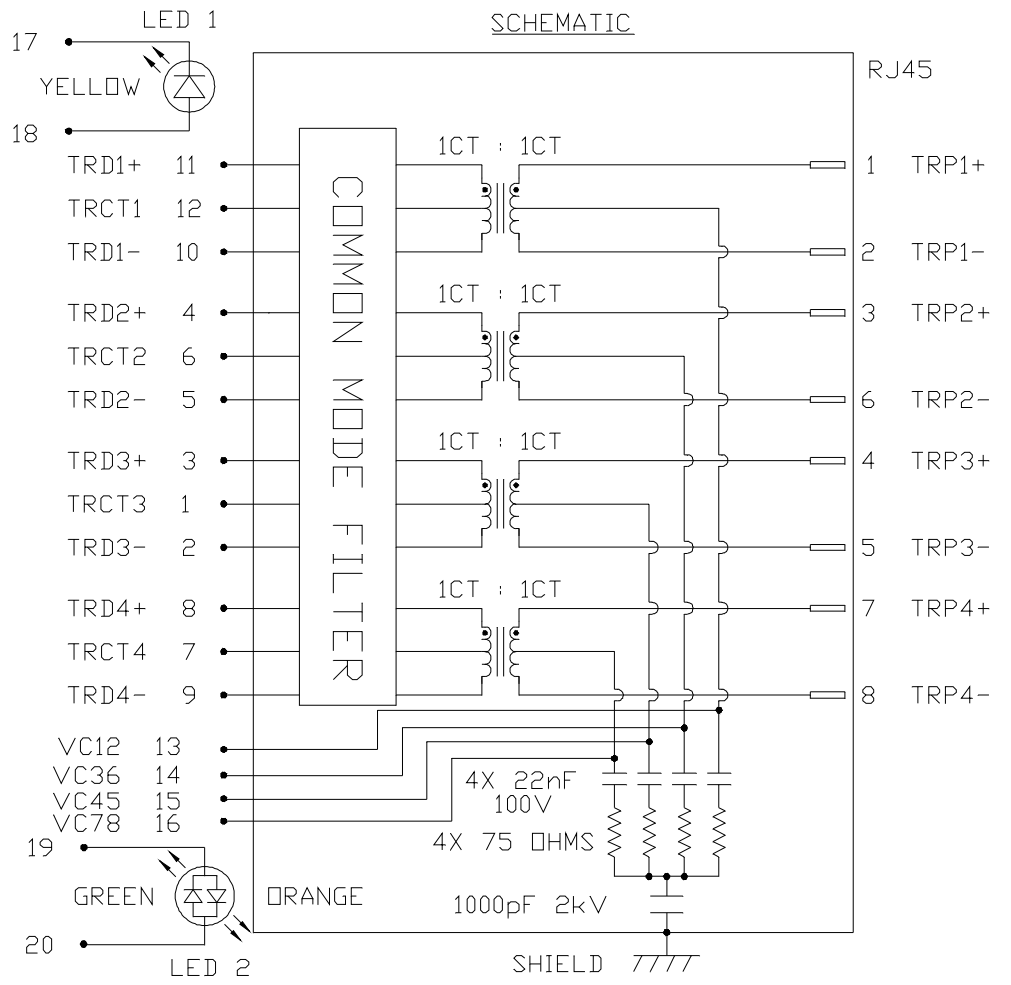 LED 1
SCHEMATIC
17
YELLOW
18
RJ45
1CT : 1CT
TRD1+ 11
1 TRP1+
TRCT1 12
TRD1- 10
2 TRP1-
1CT : 1CT
TRD2+ 4
3 TRP2+
TRCT2 6
TRD2- 5
6 TRP2-
COMMON MODE FILTER
1CT : 1CT
TRD3+ 3
4 TRP3+
TRCT3 1
TRD3- 2
5 TRP3-
1CT : 1CT
TRD4+ 8
7 TRP4+
TRCT4 7
TRD4- 9
8 TRP4-
VC12 13
VC36 14
VC45 15
VC78 16
4X 22nF
100V
4X 75 OHMS
19
GREEN
ORANGE
1000pF 2kV
20
LED 2
SHIELD